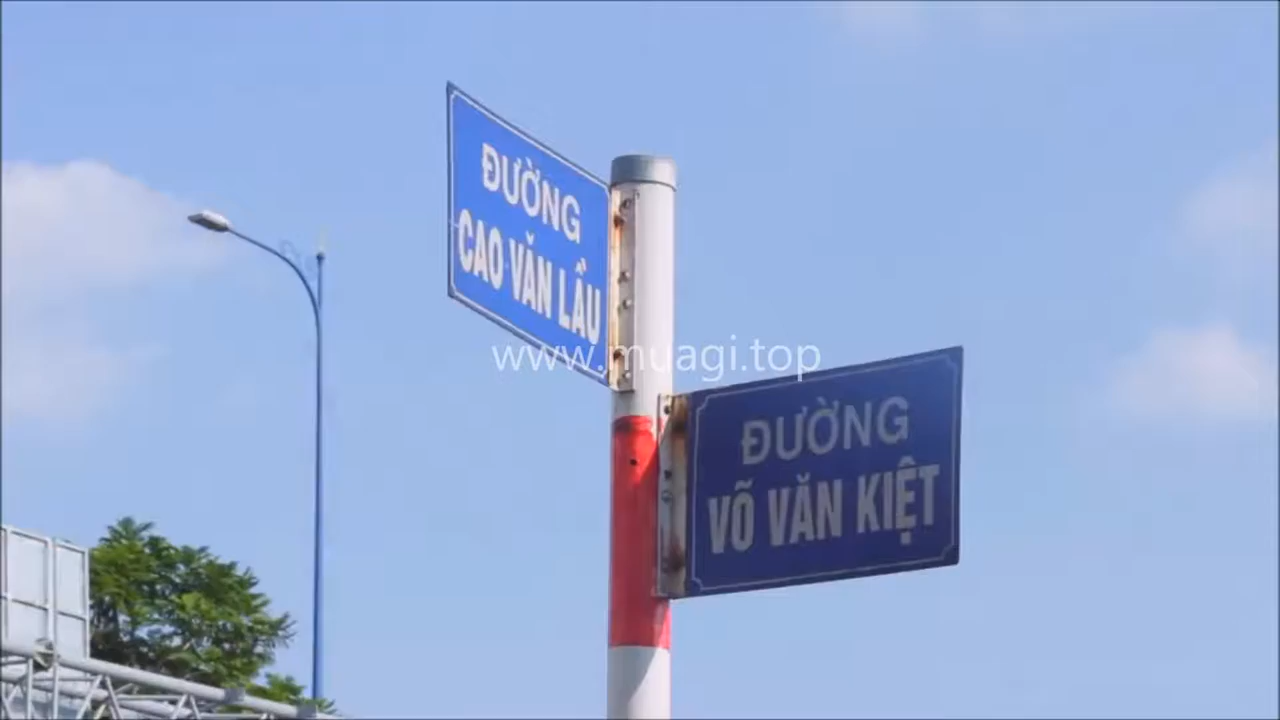 ĐƯỜNG
CAO VĂN LẦU
www.muagi.top
ĐƯỜNG
VÕ VĂN KIỆT